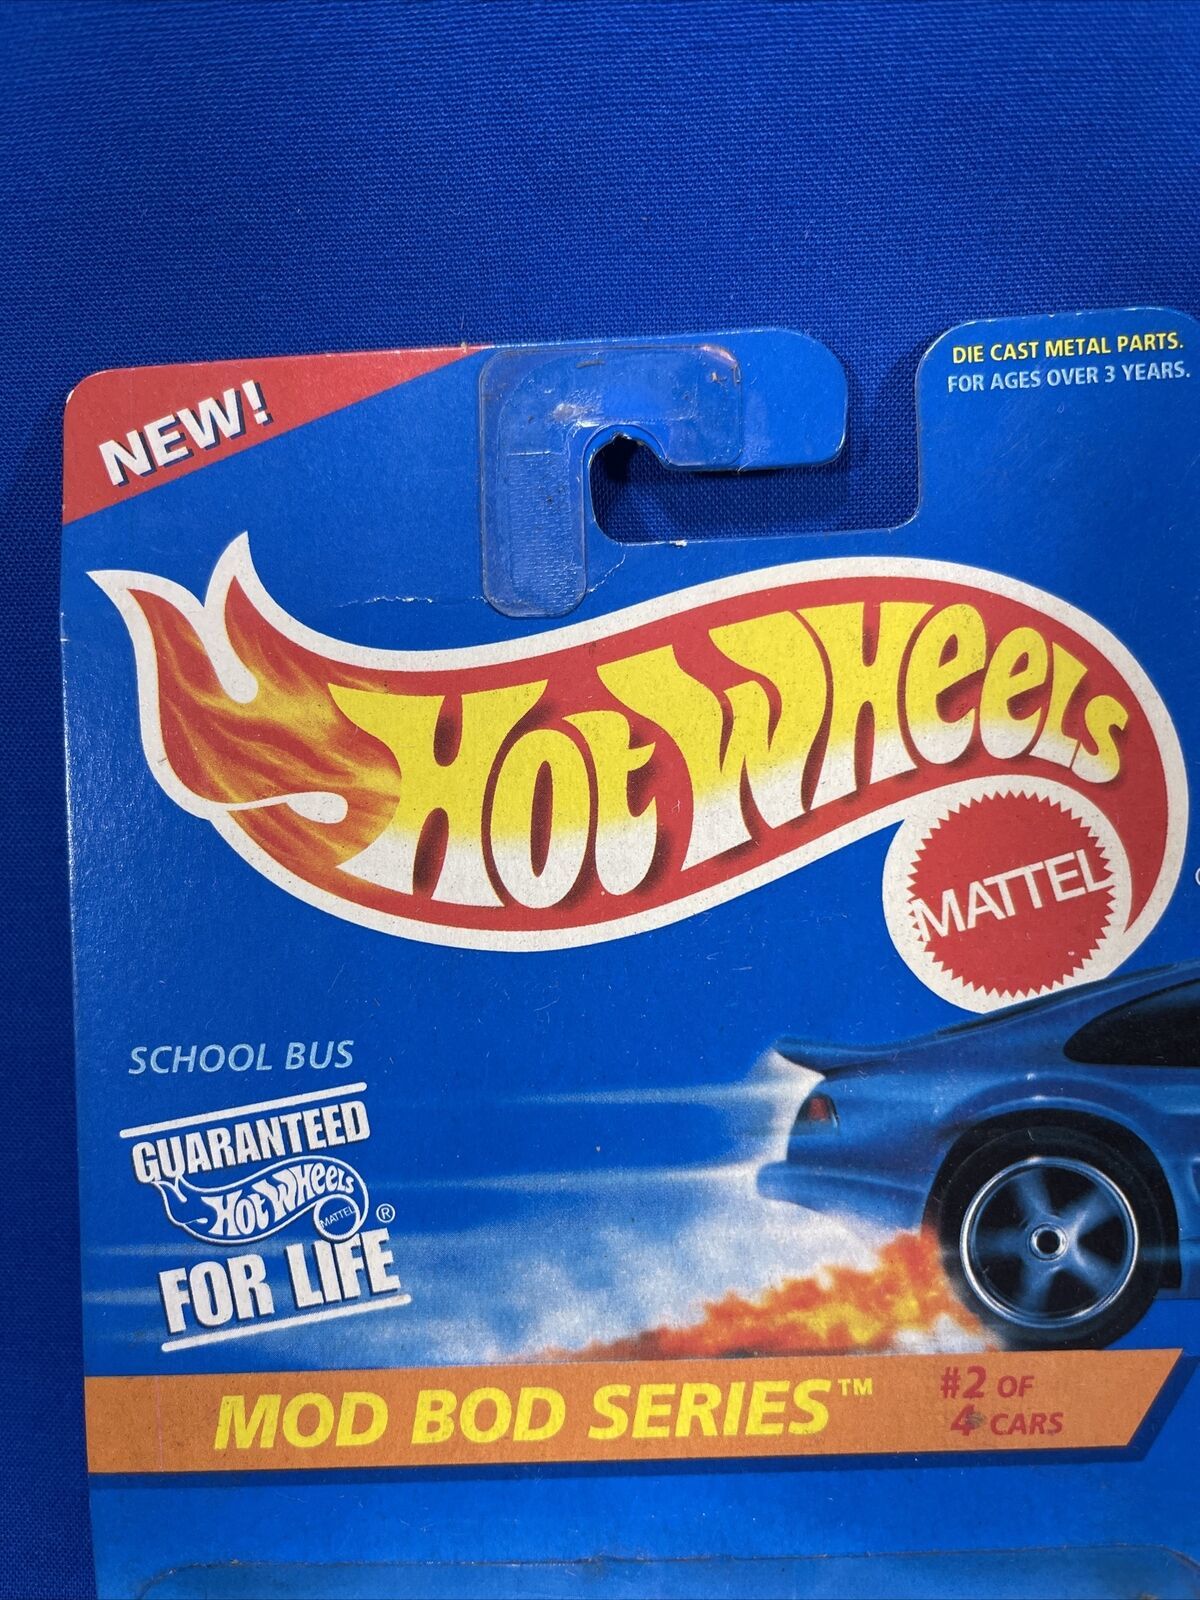 NEW!
DIE CAST METAL PARTS.
FOR AGES OVER 3 YEARS.
HOT WHEELS
MATTEL
SCHOOL BUS
GUARANTEED
HOT WHEELS
MATTEL ®
FOR LIFE
MOD BOD SERIES™
#2 OF
4 CARS